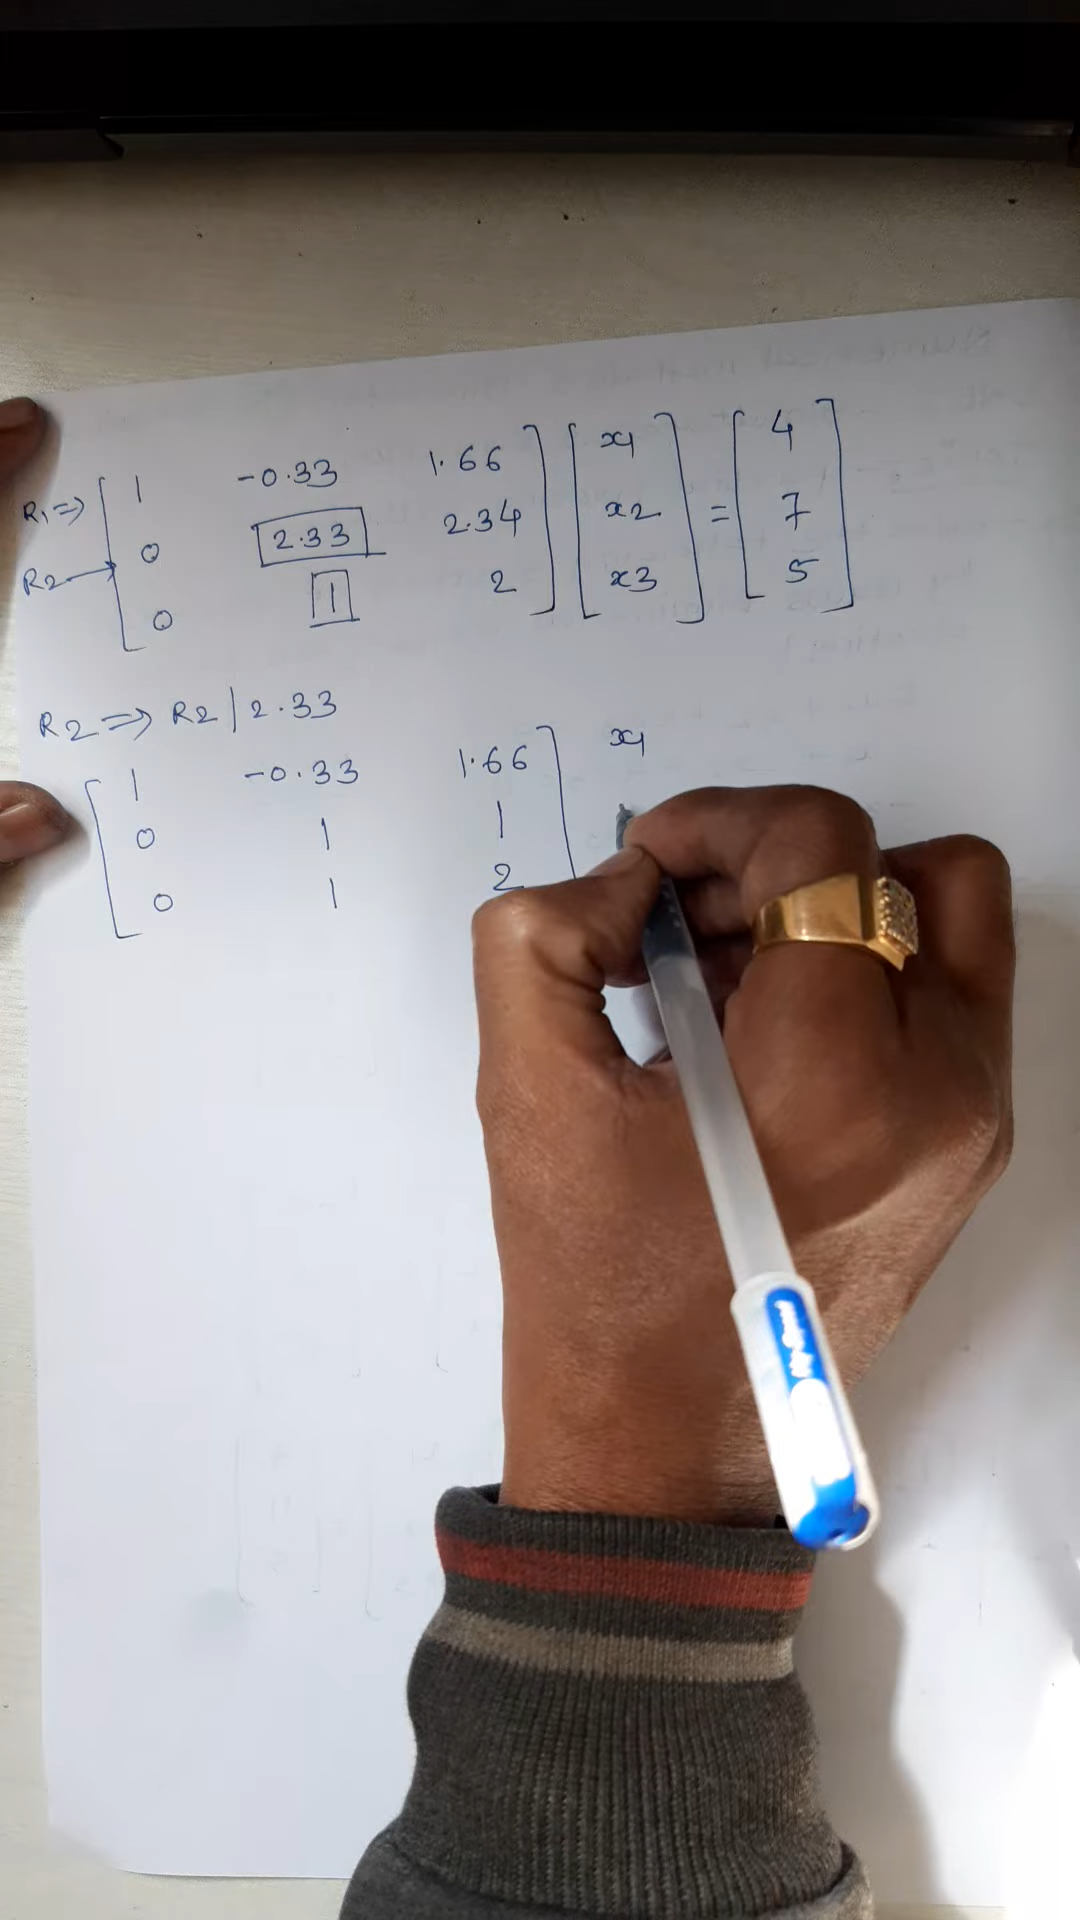 R1 => [ 1 -0.33 1.66 ] [ x1 ] = [ 4 ]
R2 → [ 0 2.33 2.34 ] [ x2 ] = [ 7 ]
[ 0 1 2 ] [ x3 ] = [ 5 ]
R2 => R2 | 2.33
[ 1 -0.33 1.66 ] x1
[ 0 1 1 ]
[ 0 1 2 ]